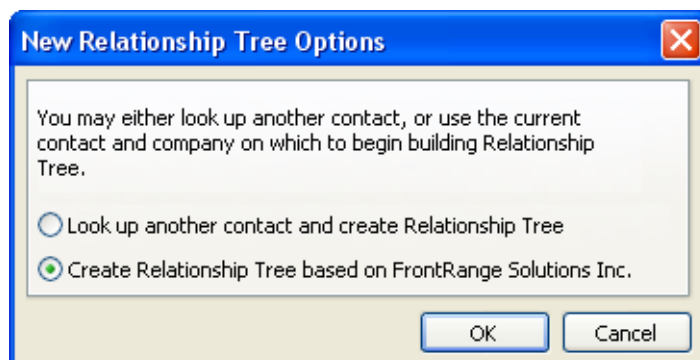 New Relationship Tree Options
You may either look up another contact, or use the current
contact and company on which to begin building Relationship
Tree.
Look up another contact and create Relationship Tree
Create Relationship Tree based on FrontRange Solutions Inc.
OK
Cancel